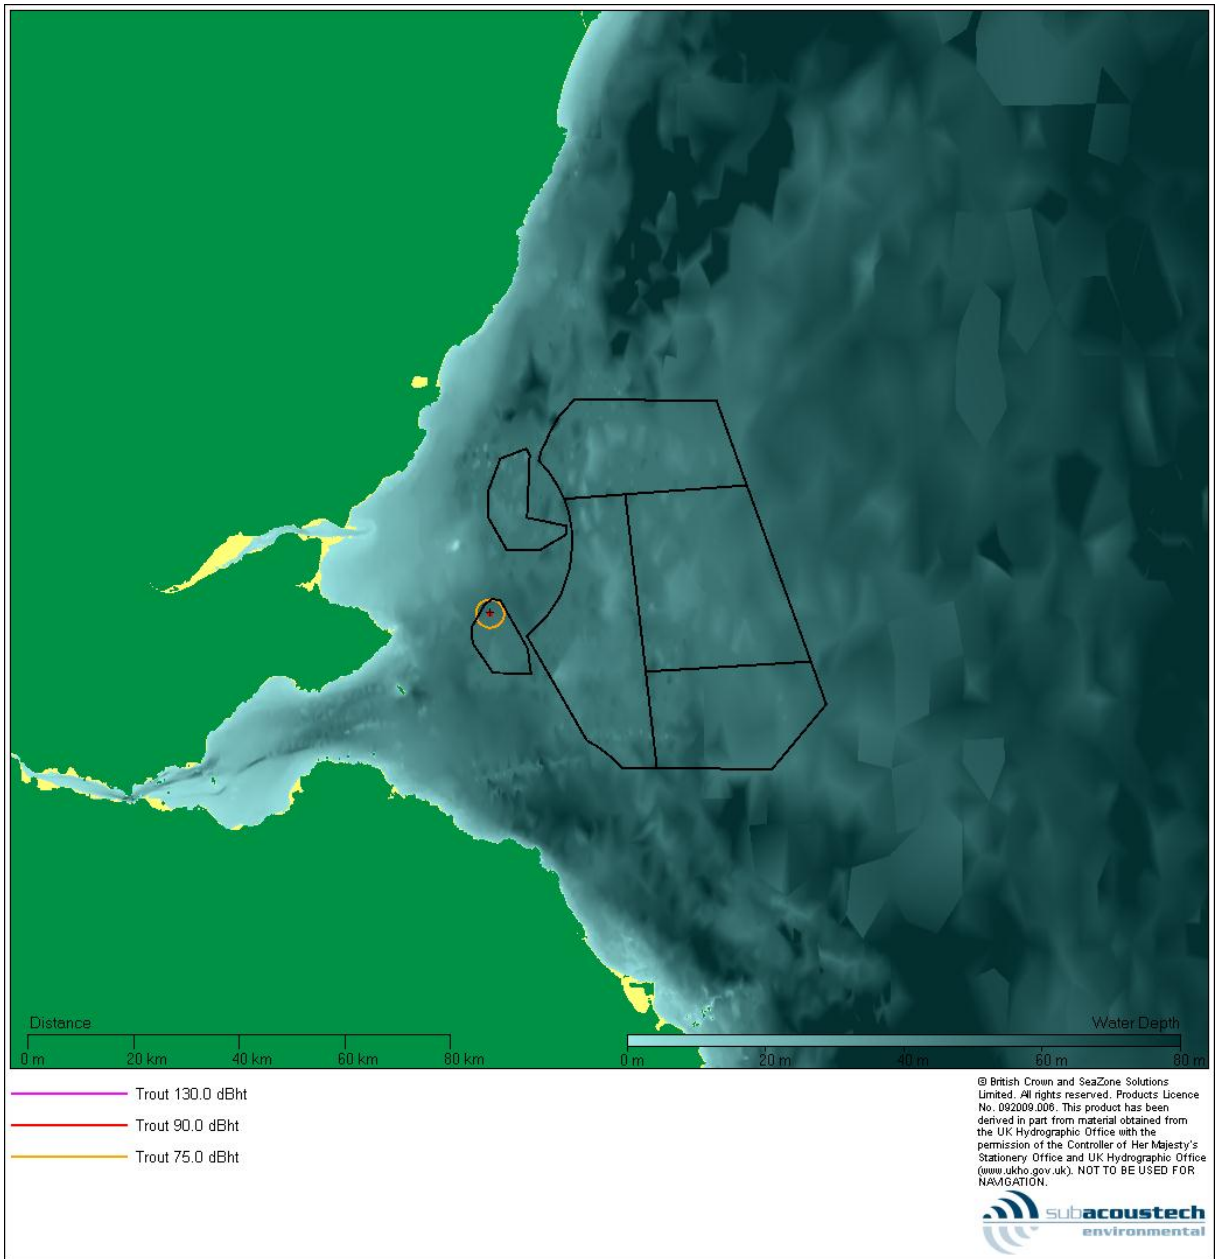 Distance
0 m 20 km 40 km 60 km 80 km
Water Depth
0 m 20 m 40 m 60 m 80 m
Trout 130.0 dBht
Trout 90.0 dBht
Trout 75.0 dBht
© British Crown and SeaZone Solutions
Limited. All rights reserved. Products Licence
No. 092009.006. This product has been
derived in part from material obtained from
the UK Hydrographic Office with the
permission of the Controller of Her Majesty's
Stationery Office and UK Hydrographic Office
(www.ukho.gov.uk). NOT TO BE USED FOR
NAVIGATION.
subacoustech
environmental